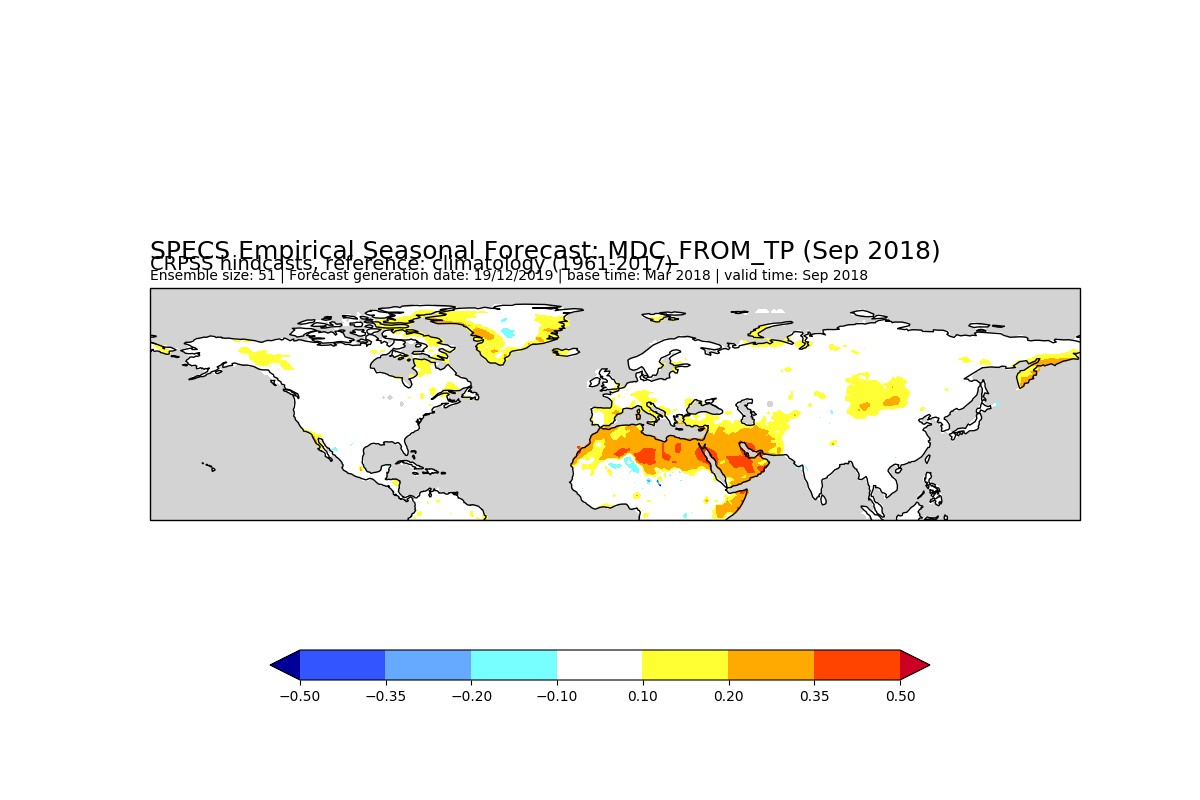 SPECS Empirical Seasonal Forecast: MDC_FROM_TP (Sep 2018)
CRPSS hindcasts, reference: climatology (1961-2017)
Ensemble size: 51 | Forecast generation date: 19/12/2019 | base time: Mar 2018 | valid time: Sep 2018
−0.50 −0.35 −0.20 −0.10 0.10 0.20 0.35 0.50